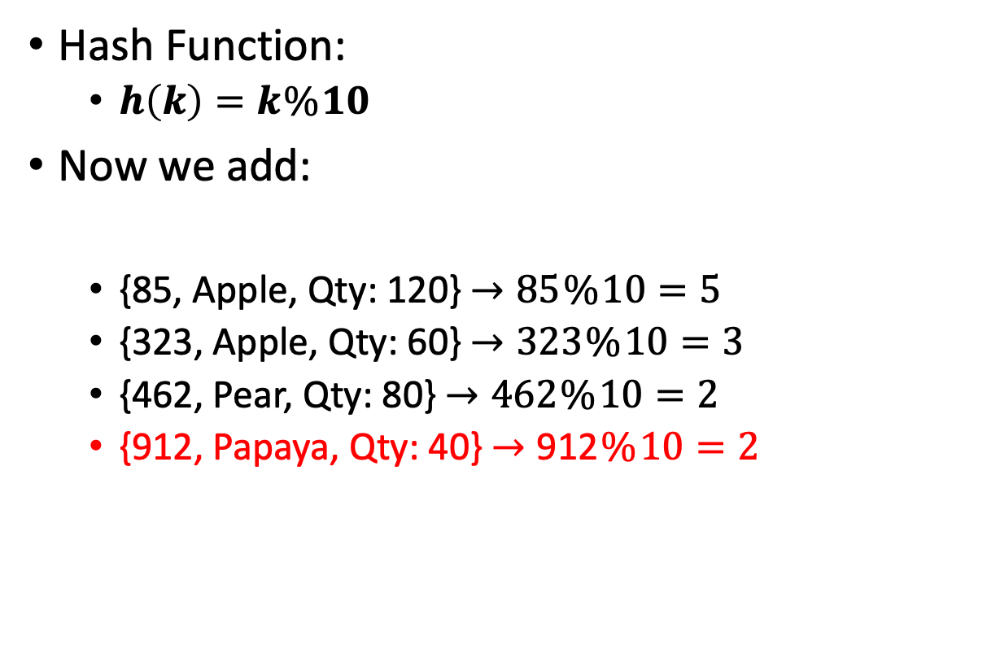 • Hash Function:
• h(k) = k%10
• Now we add:
• {85, Apple, Qty: 120} → 85%10 = 5
• {323, Apple, Qty: 60} → 323%10 = 3
• {462, Pear, Qty: 80} → 462%10 = 2
• {912, Papaya, Qty: 40} → 912%10 = 2